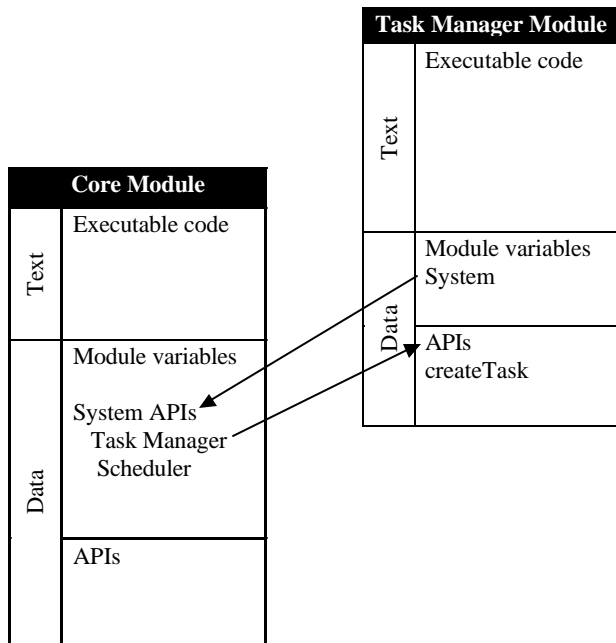 Task Manager Module
Text
Executable code
Data
Module variables
System
APIs
createTask
Core Module
Text
Executable code
Data
Module variables
System APIs
Task Manager
Scheduler
APIs